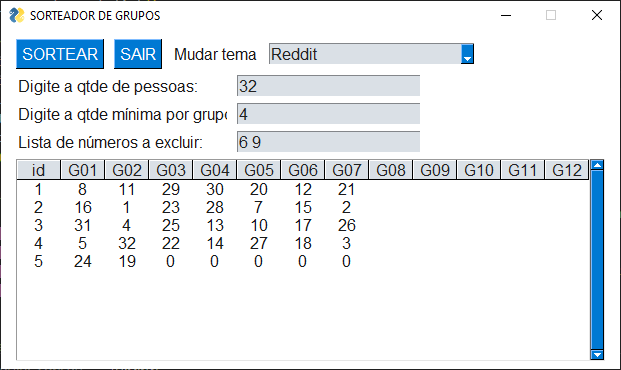 SORTEADOR DE GRUPOS
SORTEAR SAIR Mudar tema Reddit
Digite a qtde de pessoas: 32
Digite a qtde mínima por grupo 4
Lista de números a excluir: 6 9
id G01 G02 G03 G04 G05 G06 G07 G08 G09 G10 G11 G12
1 8 11 29 30 20 12 21
2 16 1 23 28 7 15 2
3 31 4 25 13 10 17 26
4 5 32 22 14 27 18 3
5 24 19 0 0 0 0 0